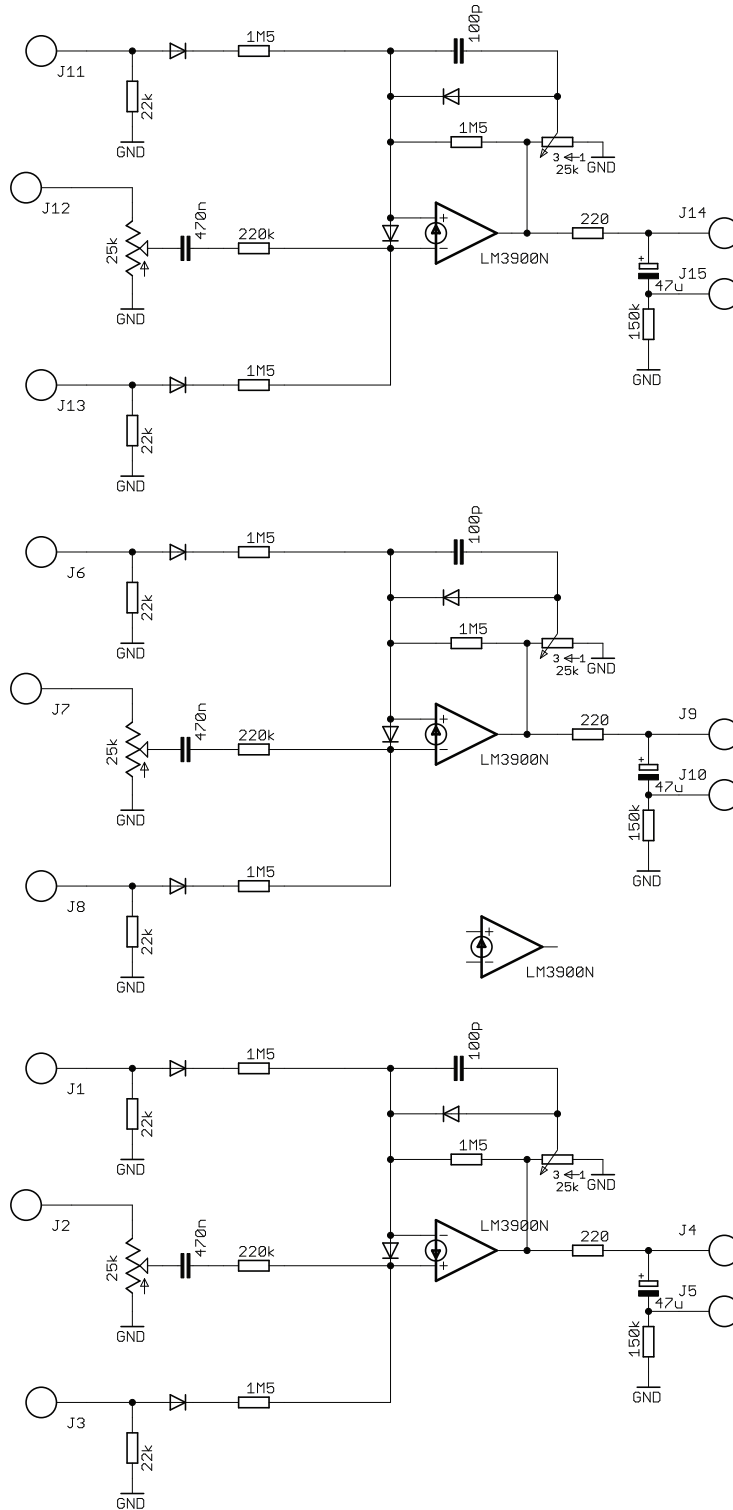 1M5
100p
J11
22k
GND
1M5
3 1
25k
GND
J12
25k
470n
220k
+
−
LM3900N
220
J14
+
47u
J15
150k
GND
GND
1M5
J13
22k
GND
1M5
100p
J6
22k
GND
1M5
3 1
25k
GND
J7
25k
470n
220k
+
−
LM3900N
220
J9
+
47u
J10
150k
GND
GND
1M5
J8
22k
GND
+
−
LM3900N
1M5
100p
J1
22k
GND
1M5
3 1
25k
GND
J2
25k
470n
220k
−
+
LM3900N
220
J4
+
47u
J5
150k
GND
GND
1M5
J3
22k
GND